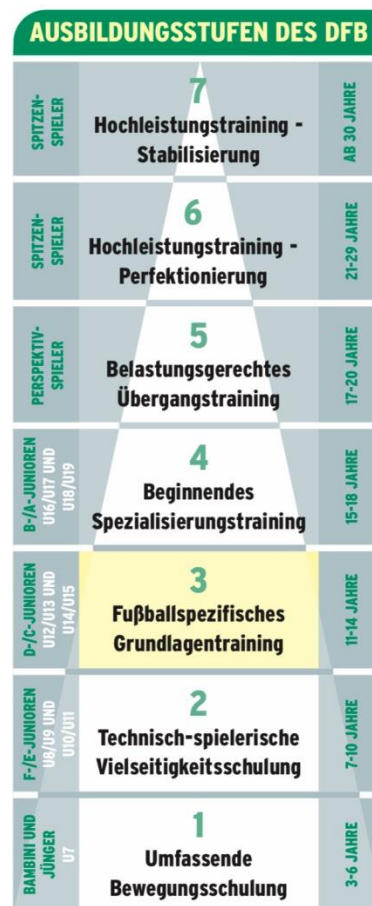 AUSBILDUNGSSTUFEN DES DFB
SPITZEN-
SPIELER
7
Hochleistungstraining -
Stabilisierung
AB 30 JAHRE
SPITZEN-
SPIELER
6
Hochleistungstraining -
Perfektionierung
21-29 JAHRE
PERSPEKTIV-
SPIELER
5
Belastungsgerechtes
Übergangstraining
17-20 JAHRE
B-/A-JUNIOREN
U16/U17 UND
U18/U19
4
Beginnendes
Spezialisierungstraining
15-18 JAHRE
D-/C-JUNIOREN
U12/U13 UND
U14/U15
3
Fußballspezifisches
Grundlagentraining
11-14 JAHRE
F-/E-JUNIOREN
U8/U9 UND
U10/U11
2
Technisch-spielerische
Vielseitigkeitsschulung
7-10 JAHRE
BAMBINI UND
JÜNGER
U7
1
Umfassende
Bewegungsschulung
3-6 JAHRE